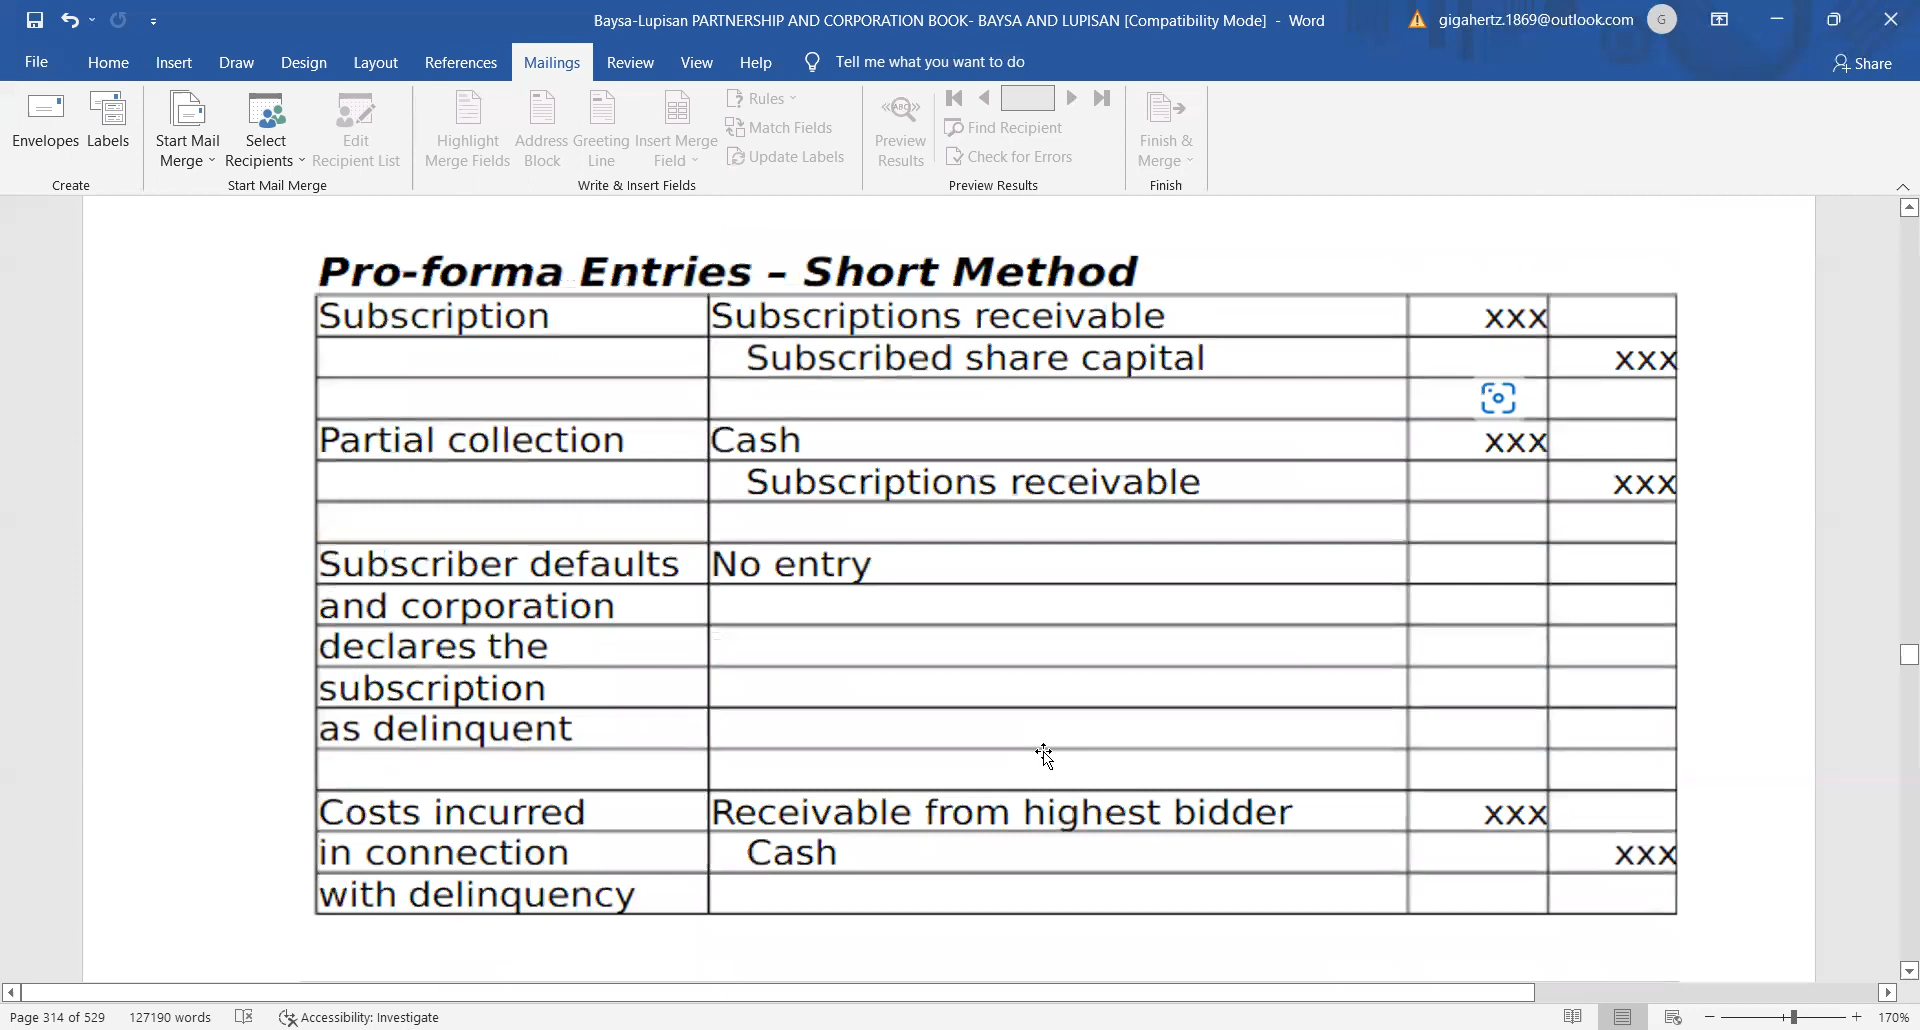 Baysa-Lupisan PARTNERSHIP AND CORPORATION BOOK- BAYSA AND LUPISAN [Compatibility Mode] - Word
gigahertz.1869@outlook.com
G
File Home Insert Draw Design Layout References Mailings Review View Help Tell me what you want to do
Share
Envelopes
Labels
Create
Start Mail
Merge
Select
Recipients
Edit
Recipient List
Start Mail Merge
Highlight
Merge Fields
Address
Block
Greeting
Line
Insert Merge
Field
Rules
Match Fields
Update Labels
Write & Insert Fields
ABC
Preview
Results
Find Recipient
Check for Errors
Preview Results
Finish &
Merge
Finish
Pro-forma Entries – Short Method
Subscription Subscriptions receivable xxx
Subscribed share capital xxx
Partial collection Cash xxx
Subscriptions receivable xxx
Subscriber defaults No entry
and corporation
declares the
subscription
as delinquent
Costs incurred Receivable from highest bidder xxx
in connection Cash xxx
with delinquency
Page 314 of 529 127190 words Accessibility: Investigate 170%